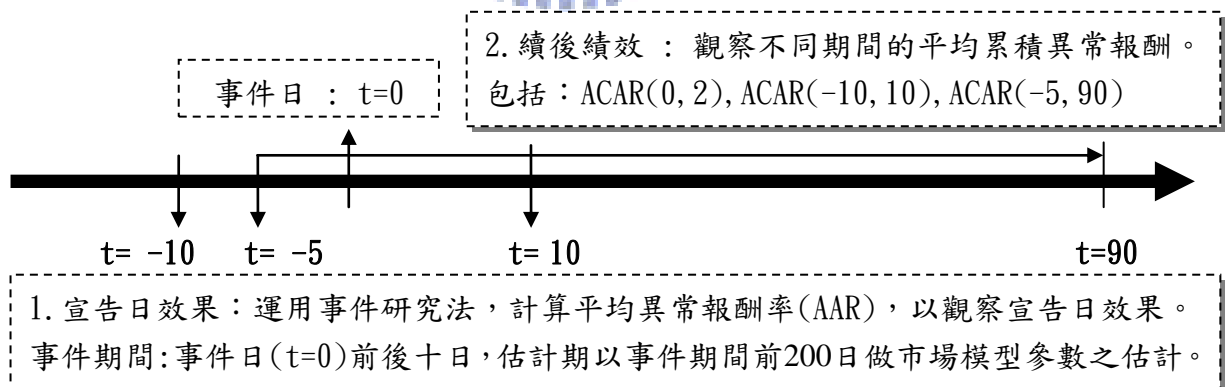 2.續後績效 : 觀察不同期間的平均累積異常報酬。
包括：ACAR(0,2),ACAR(-10,10),ACAR(-5,90)
事件日 : t=0
t= -10
t= -5
t= 10
t=90
1.宣告日效果：運用事件研究法，計算平均異常報酬率(AAR)，以觀察宣告日效果。
事件期間:事件日(t=0)前後十日，估計期以事件期間前200日做市場模型參數之估計。